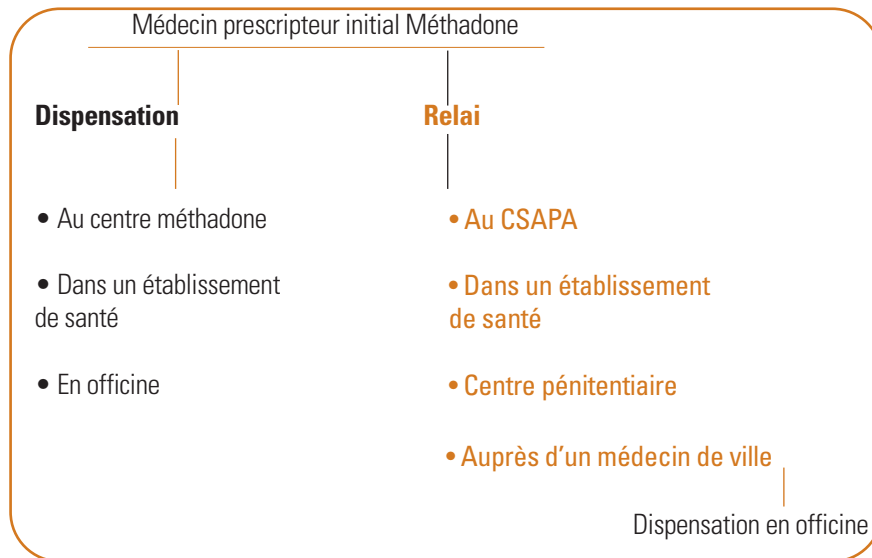 Médecin prescripteur initial Méthadone
Dispensation
• Au centre méthadone
• Dans un établissement
de santé
• En officine
Relai
• Au CSAPA
• Dans un établissement
de santé
• Centre pénitentiaire
• Auprès d’un médecin de ville
Dispensation en officine